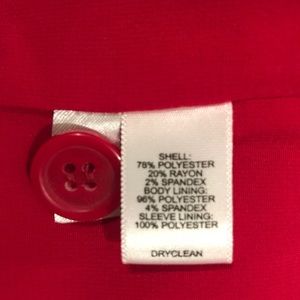 SHELL:
78% POLYESTER
20% RAYON
2% SPANDEX
BODY LINING:
96% POLYESTER
4% SPANDEX
SLEEVE LINING:
100% POLYESTER
DRYCLEAN